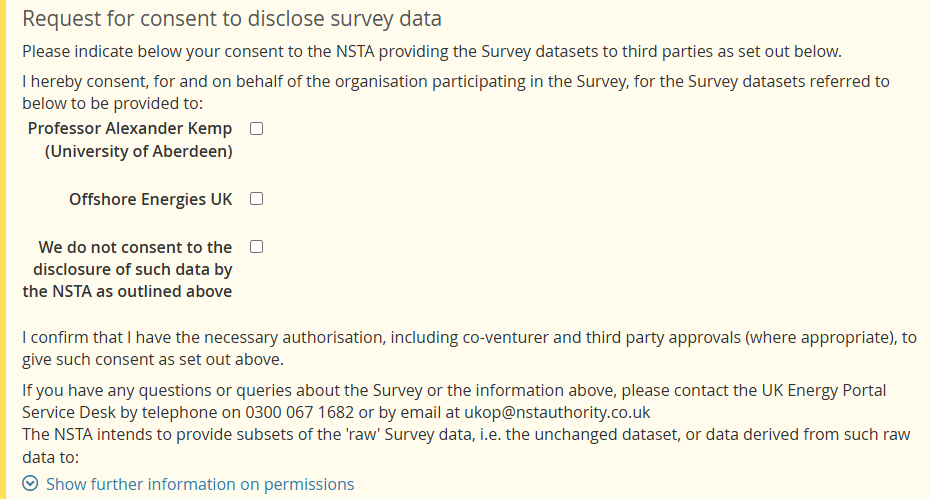 Request for consent to disclose survey data
Please indicate below your consent to the NSTA providing the Survey datasets to third parties as set out below.
I hereby consent, for and on behalf of the organisation participating in the Survey, for the Survey datasets referred to
below to be provided to:
Professor Alexander Kemp
(University of Aberdeen)
Offshore Energies UK
We do not consent to the
disclosure of such data by
the NSTA as outlined above
I confirm that I have the necessary authorisation, including co-venturer and third party approvals (where appropriate), to
give such consent as set out above.
If you have any questions or queries about the Survey or the information above, please contact the UK Energy Portal
Service Desk by telephone on 0300 067 1682 or by email at ukop@nstauthority.co.uk
The NSTA intends to provide subsets of the 'raw' Survey data, i.e. the unchanged dataset, or data derived from such raw
data to:
Show further information on permissions